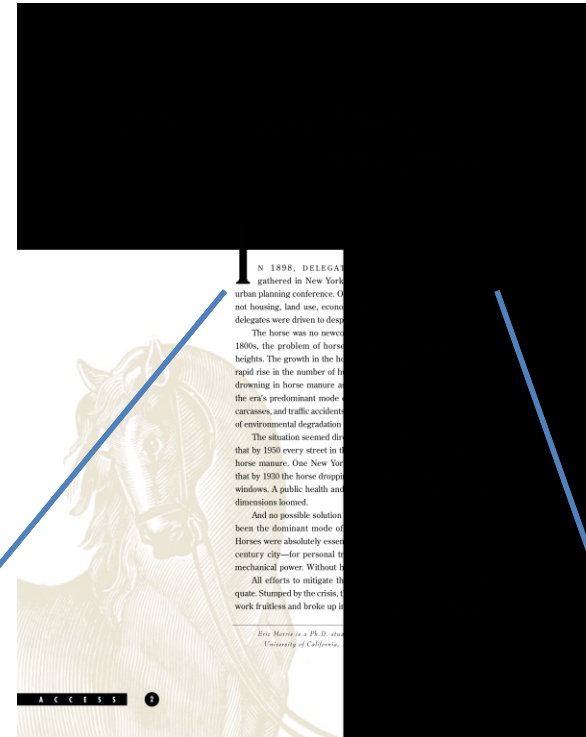 IN 1898, DELEGAT
gathered in New York
urban planning conference. O
not housing, land use, econo
delegates were driven to desp
The horse was no newco
1800s, the problem of horse
heights. The growth in the ho
rapid rise in the number of h
drowning in horse manure a
the era's predominant mode
carcasses, and traffic accidents
of environmental degradation
The situation seemed dire
that by 1950 every street in t
horse manure. One New Yor
that by 1930 the horse droppi
windows. A public health and
dimensions loomed.
And no possible solution
been the dominant mode of
Horses were absolutely essen
century city—for personal tr
mechanical power. Without h
All efforts to mitigate th
quate. Stumped by the crisis, t
work fruitless and broke up in
Eric Morris is a Ph.D. stu
University of California,
ACCESS 2